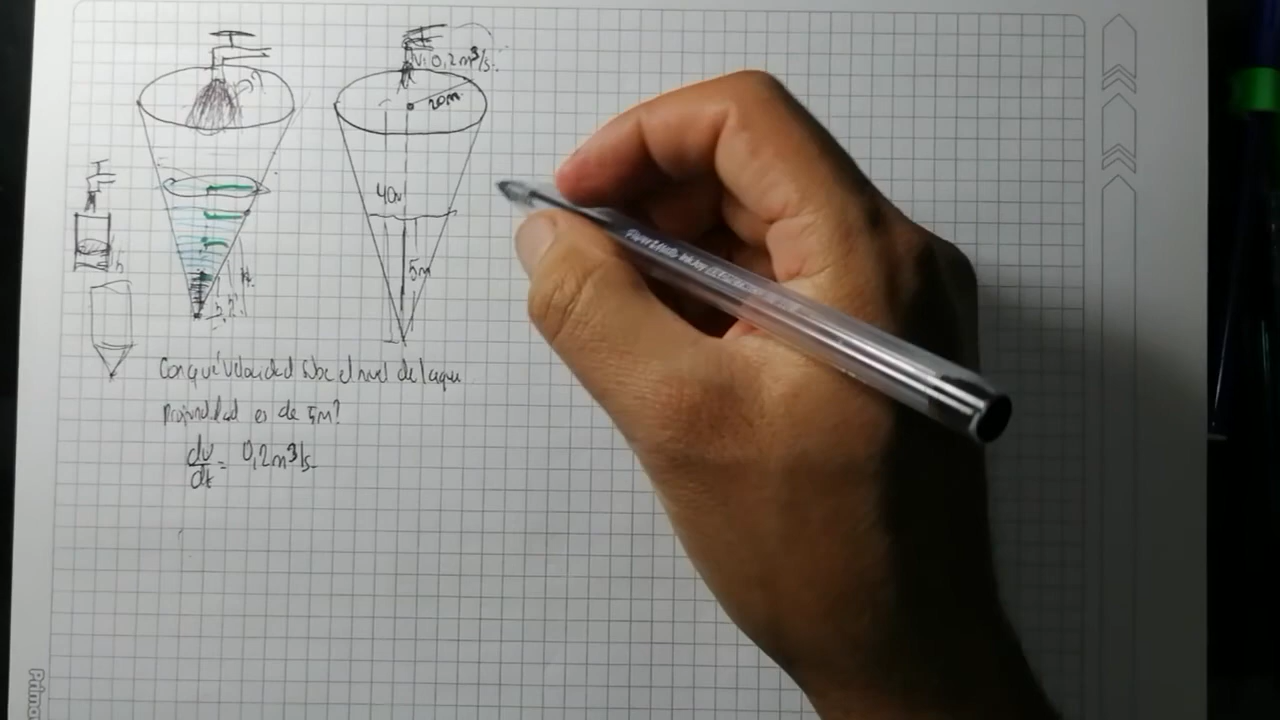 V: 0,2m³/s.
20m
40m
5m
h
Con qué velocidad sube el nivel del agua
profundidad es de 5m?
dv/dt = 0,2m³/s